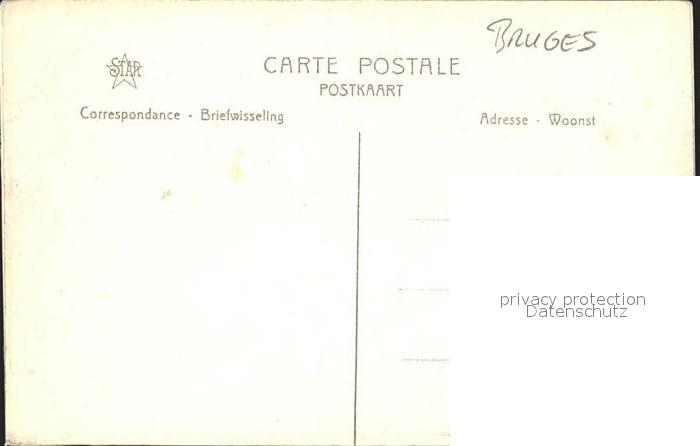 BRUGES
STAR
CARTE POSTALE
POSTKAART
Correspondance - Briefwisseling
Adresse - Woonst
privacy protection
Datenschutz